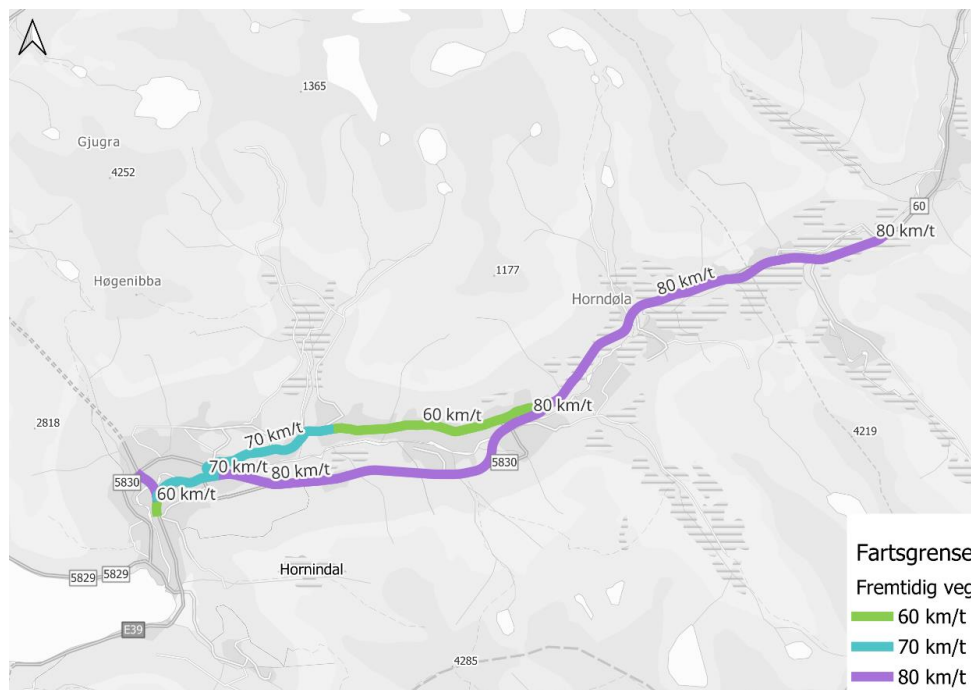 1365
Gjugra
4252
60
80 km/t
1177
80 km/t
Høgenibba
Horndøla
2818
60 km/t
80 km/t
4219
70 km/t
70 km/t
80 km/t
5830
5830
60 km/t
Hornindal
5829
5829
E39
4285
Fartsgrense
Fremtidig veg
60 km/t
70 km/t
80 km/t